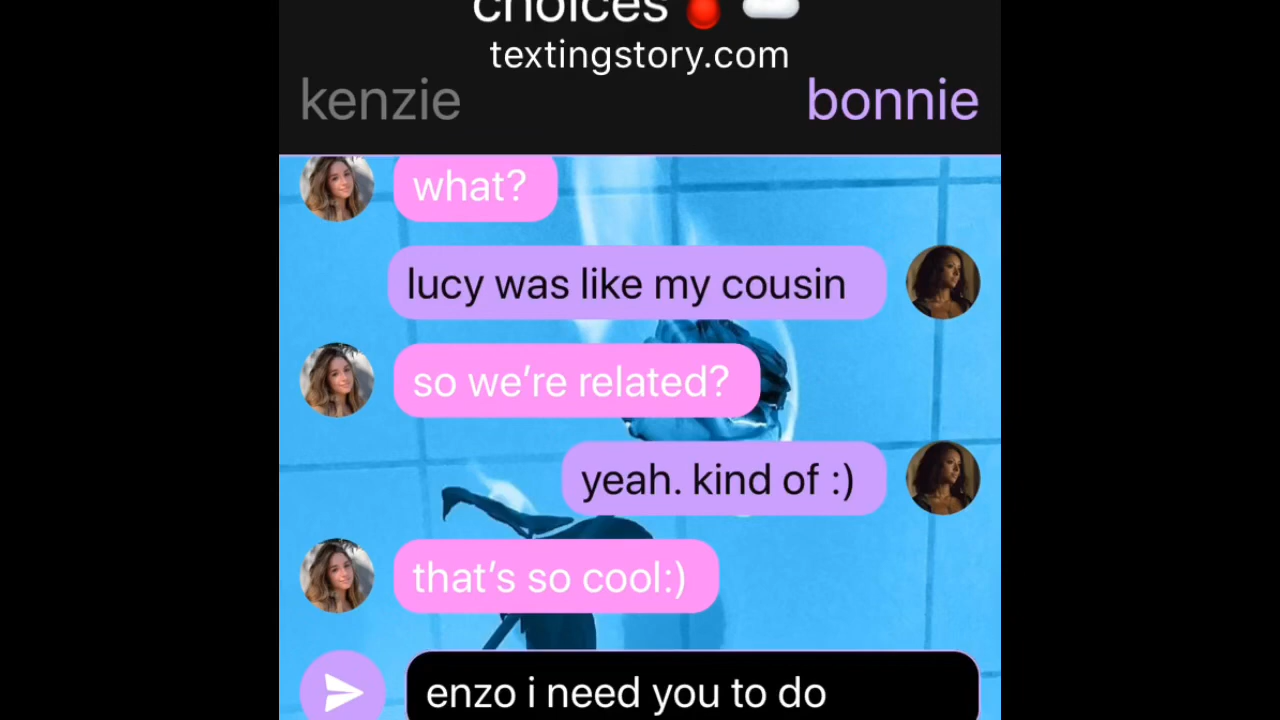 choices
textingstory.com
kenzie bonnie
what?
lucy was like my cousin
so we're related?
yeah. kind of :)
that's so cool:)
enzo i need you to do